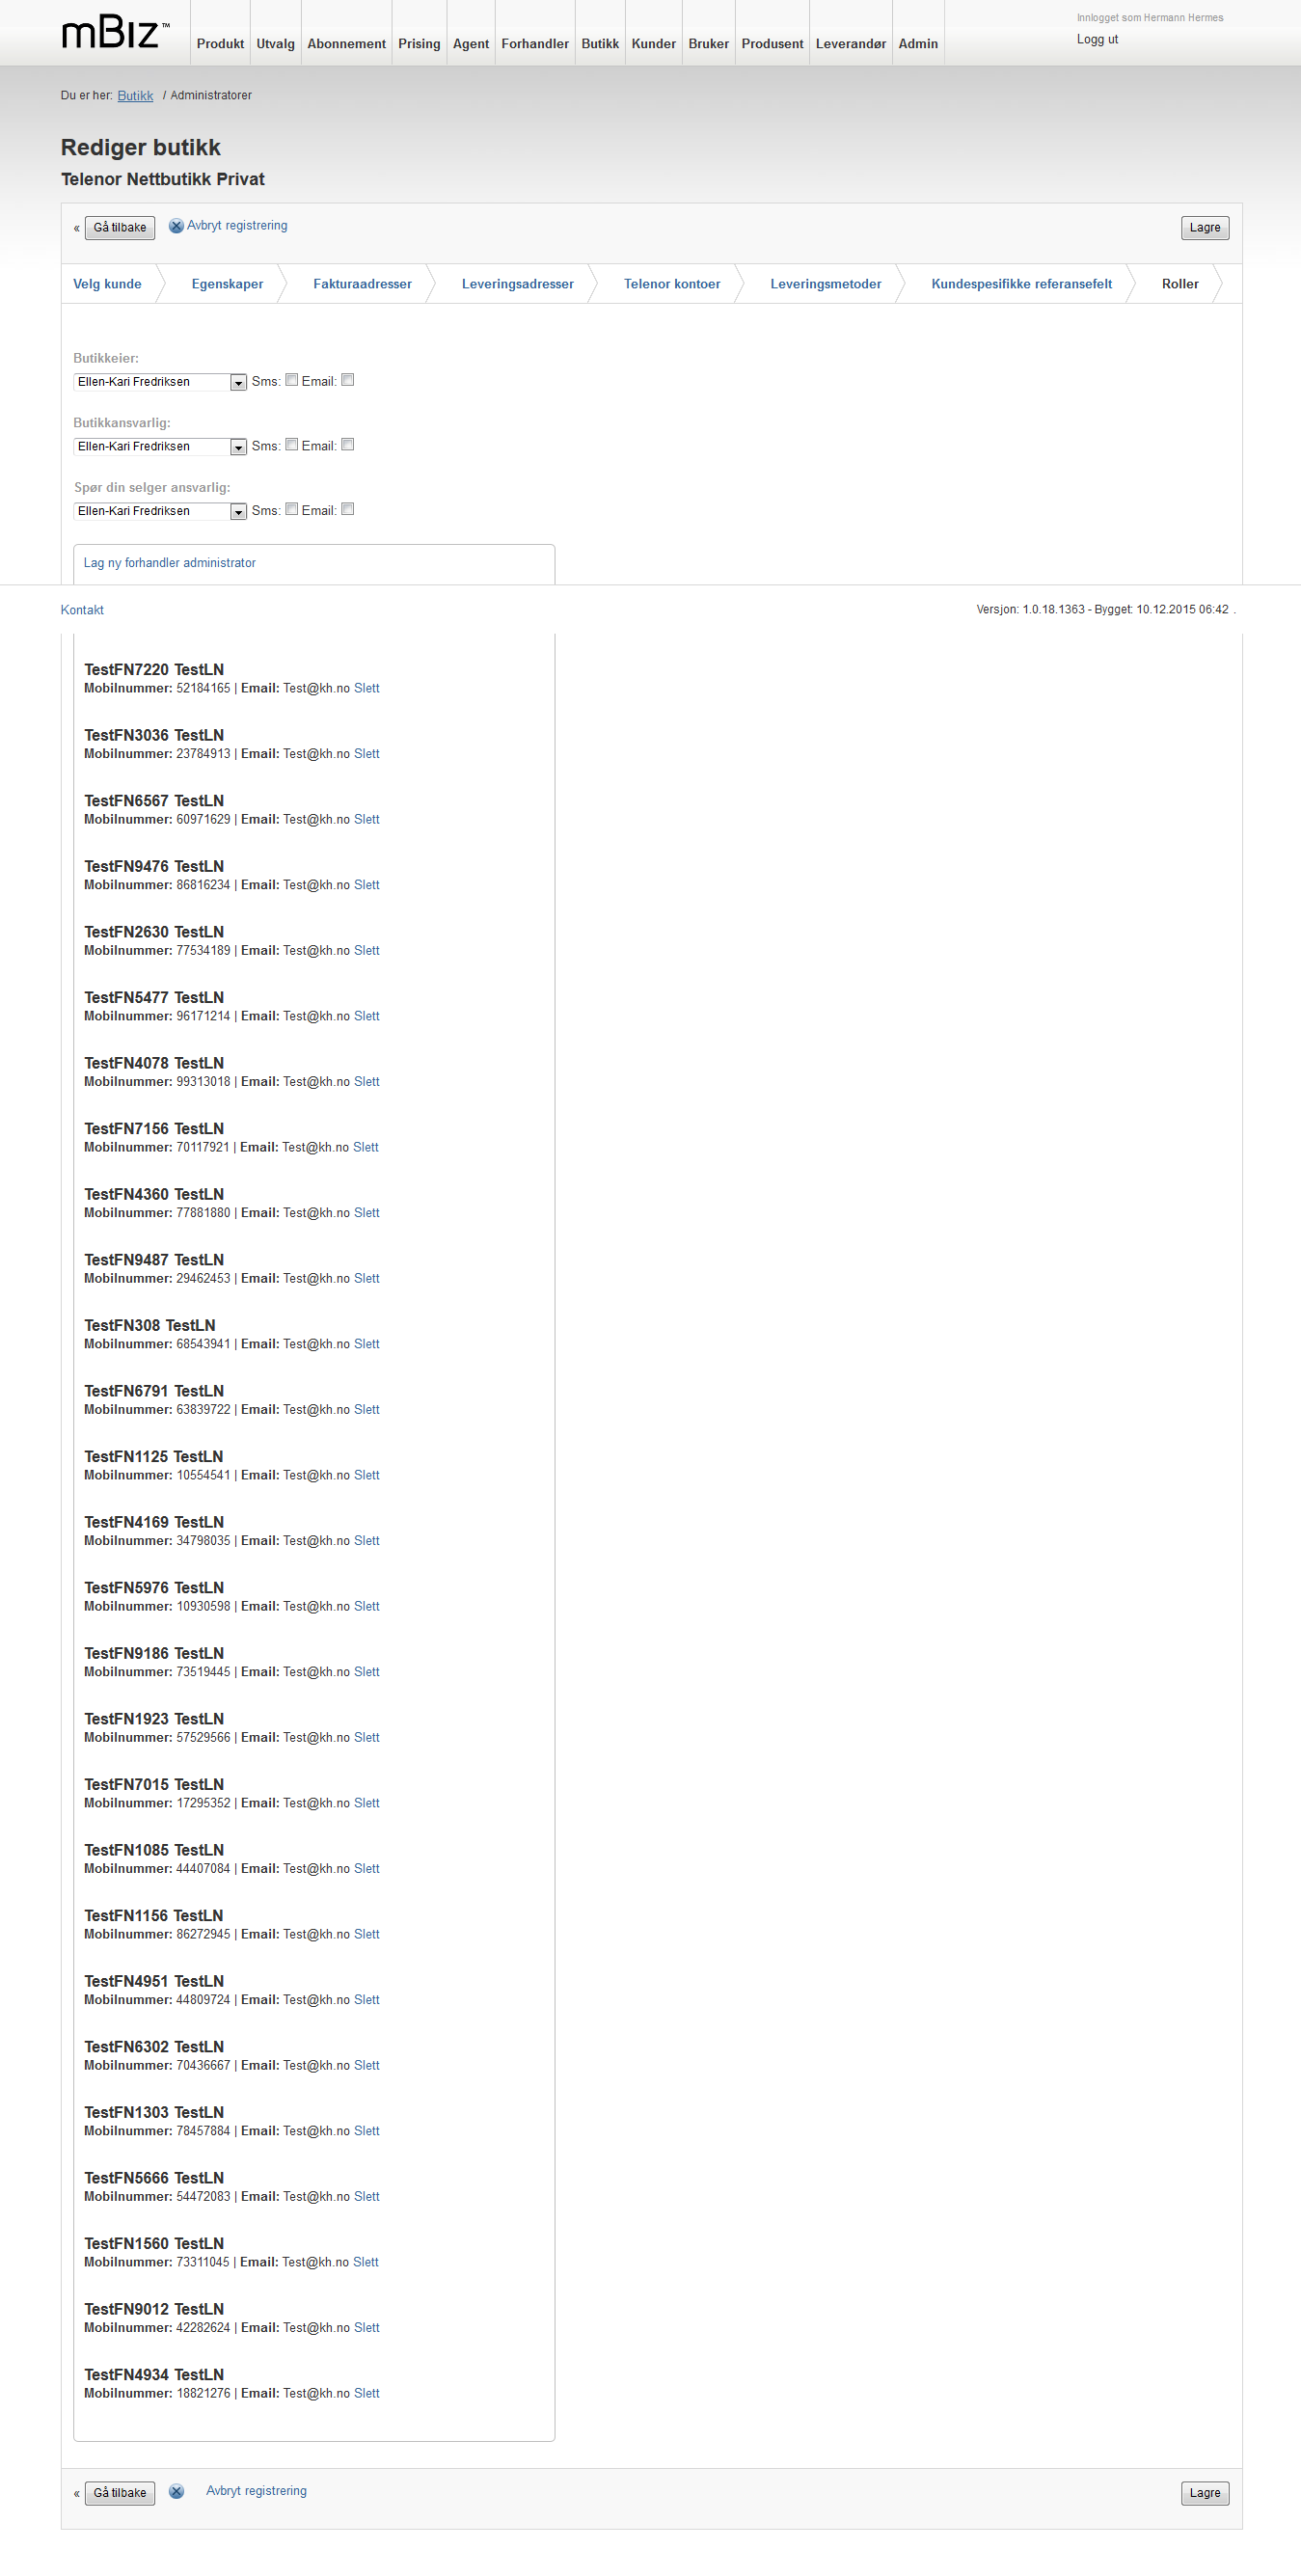 mBIZ™
Produkt Utvalg Abonnement Prising Agent Forhandler Butikk Kunder Bruker Produsent Leverandør Admin
Innlogget som Hermann Hermes
Logg ut
Du er her: Butikk / Administratorer
Rediger butikk
Telenor Nettbutikk Privat
« Gå tilbake Avbryt registrering Lagre
Velg kunde Egenskaper Fakturaadresser Leveringsadresser Telenor kontoer Leveringsmetoder Kundespesifikke referansefelt Roller
Butikkeier:
Ellen-Kari Fredriksen Sms: Email:
Butikkansvarlig:
Ellen-Kari Fredriksen Sms: Email:
Spør din selger ansvarlig:
Ellen-Kari Fredriksen Sms: Email:
Lag ny forhandler administrator
Kontakt Versjon: 1.0.18.1363 - Bygget: 10.12.2015 06:42 .
TestFN7220 TestLN
Mobilnummer: 52184165 | Email: Test@kh.no Slett
TestFN3036 TestLN
Mobilnummer: 23784913 | Email: Test@kh.no Slett
TestFN6567 TestLN
Mobilnummer: 60971629 | Email: Test@kh.no Slett
TestFN9476 TestLN
Mobilnummer: 86816234 | Email: Test@kh.no Slett
TestFN2630 TestLN
Mobilnummer: 77534189 | Email: Test@kh.no Slett
TestFN5477 TestLN
Mobilnummer: 96171214 | Email: Test@kh.no Slett
TestFN4078 TestLN
Mobilnummer: 99313018 | Email: Test@kh.no Slett
TestFN7156 TestLN
Mobilnummer: 70117921 | Email: Test@kh.no Slett
TestFN4360 TestLN
Mobilnummer: 77881880 | Email: Test@kh.no Slett
TestFN9487 TestLN
Mobilnummer: 29462453 | Email: Test@kh.no Slett
TestFN308 TestLN
Mobilnummer: 68543941 | Email: Test@kh.no Slett
TestFN6791 TestLN
Mobilnummer: 63839722 | Email: Test@kh.no Slett
TestFN1125 TestLN
Mobilnummer: 10554541 | Email: Test@kh.no Slett
TestFN4169 TestLN
Mobilnummer: 34798035 | Email: Test@kh.no Slett
TestFN5976 TestLN
Mobilnummer: 10930598 | Email: Test@kh.no Slett
TestFN9186 TestLN
Mobilnummer: 73519445 | Email: Test@kh.no Slett
TestFN1923 TestLN
Mobilnummer: 57529566 | Email: Test@kh.no Slett
TestFN7015 TestLN
Mobilnummer: 17295352 | Email: Test@kh.no Slett
TestFN1085 TestLN
Mobilnummer: 44407084 | Email: Test@kh.no Slett
TestFN1156 TestLN
Mobilnummer: 86272945 | Email: Test@kh.no Slett
TestFN4951 TestLN
Mobilnummer: 44809724 | Email: Test@kh.no Slett
TestFN6302 TestLN
Mobilnummer: 70436667 | Email: Test@kh.no Slett
TestFN1303 TestLN
Mobilnummer: 78457884 | Email: Test@kh.no Slett
TestFN5666 TestLN
Mobilnummer: 54472083 | Email: Test@kh.no Slett
TestFN1560 TestLN
Mobilnummer: 73311045 | Email: Test@kh.no Slett
TestFN9012 TestLN
Mobilnummer: 42282624 | Email: Test@kh.no Slett
TestFN4934 TestLN
Mobilnummer: 18821276 | Email: Test@kh.no Slett
« Gå tilbake Avbryt registrering Lagre